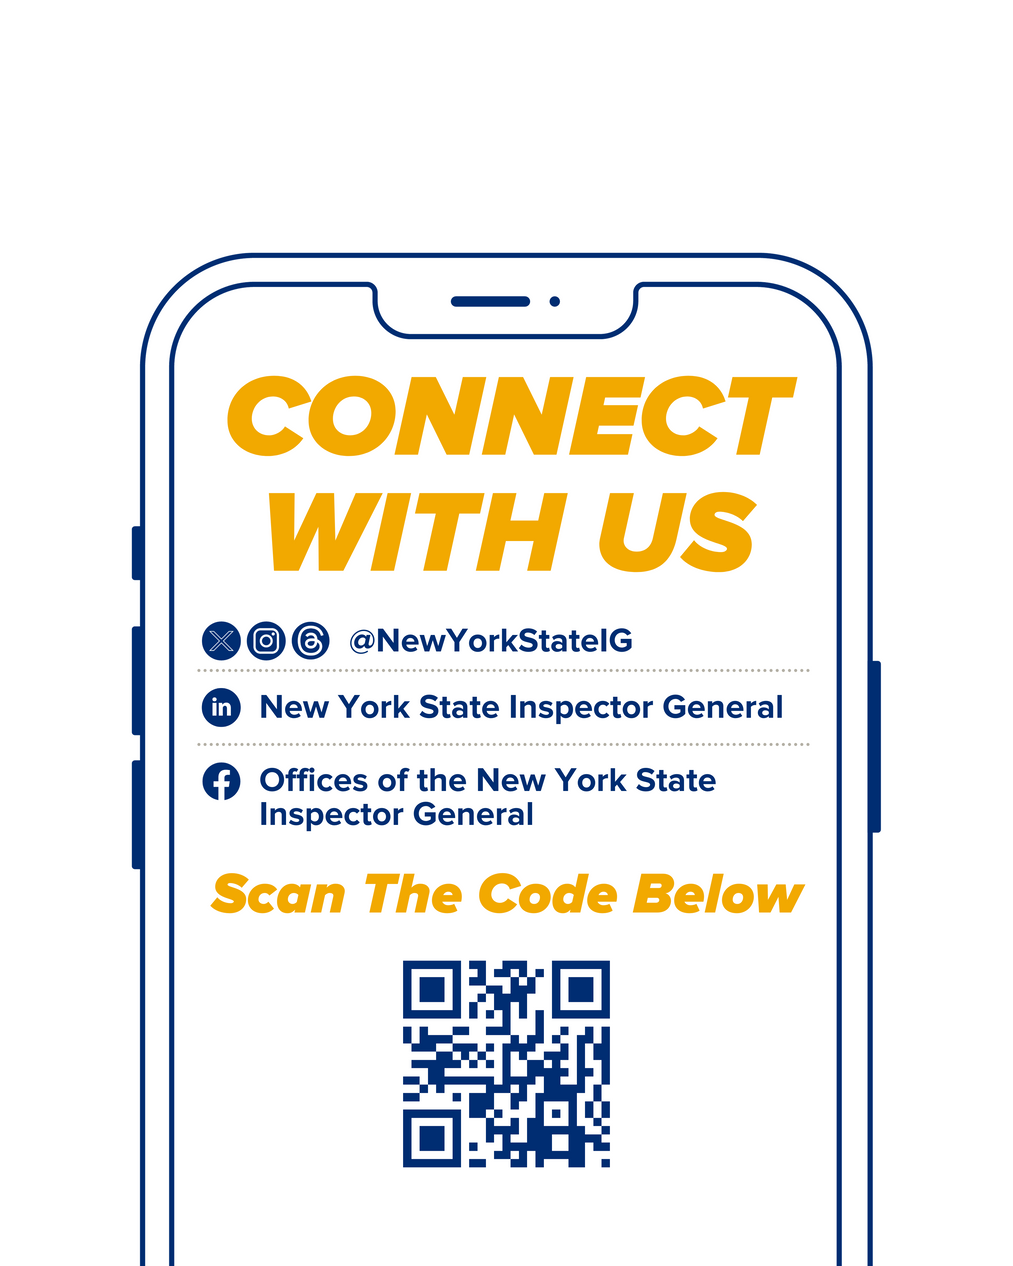 CONNECT
WITH US
@NewYorkStateIG
in New York State Inspector General
Offices of the New York State
Inspector General
Scan The Code Below